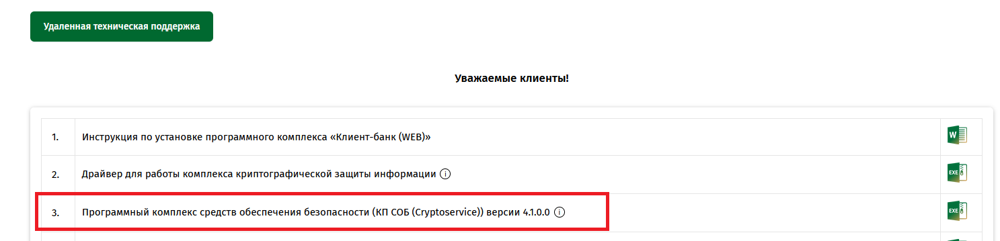 Удаленная техническая поддержка
Уважаемые клиенты!
1. Инструкция по установке программного комплекса «Клиент-банк (WEB)» W
2. Драйвер для работы комплекса криптографической защиты информации i EXE
3. Программный комплекс средств обеспечения безопасности (КП СОБ (Cryptoservice)) версии 4.1.0.0 i EXE